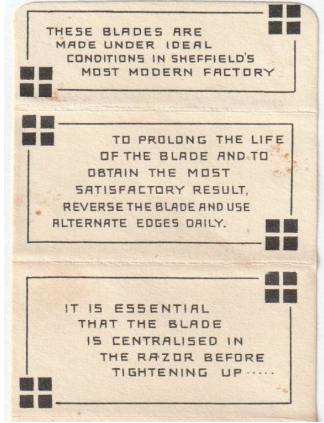 THESE BLADES ARE
MADE UNDER IDEAL
CONDITIONS IN SHEFFIELD'S
MOST MODERN FACTORY
TO PROLONG THE LIFE
OF THE BLADE AND TO
OBTAIN THE MOST
SATISFACTORY RESULT,
REVERSE THE BLADE AND USE
ALTERNATE EDGES DAILY.
IT IS ESSENTIAL
THAT THE BLADE
IS CENTRALISED IN
THE RAZOR BEFORE
TIGHTENING UP·····